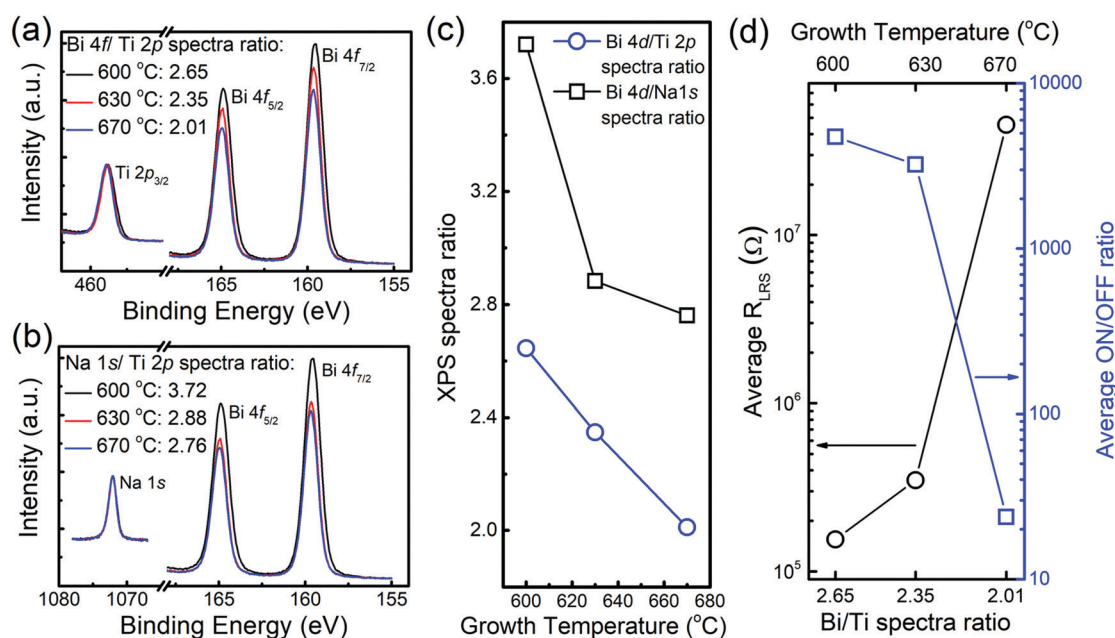 (a)
Bi 4f/ Ti 2p spectra ratio:
600 °C: 2.65
630 °C: 2.35
670 °C: 2.01
Bi 4f7/2
Bi 4f5/2
Ti 2p3/2
Intensity (a.u.)
460 165 160 155
Binding Energy (eV)
(b)
Na 1s/ Ti 2p spectra ratio:
600 °C: 3.72
630 °C: 2.88
670 °C: 2.76
Bi 4f7/2
Bi 4f5/2
Na 1s
Intensity (a.u.)
1080 1070 165 160 155
Binding Energy (eV)
(c)
Bi 4d/Ti 2p
spectra ratio
Bi 4d/Na1s
spectra ratio
XPS spectra ratio
3.6
3.2
2.8
2.4
2.0
600 620 640 660 680
Growth Temperature (°C)
(d)
Growth Temperature (°C)
600 630 670
Average RLRS (Ω)
10^7
10^6
10^5
10000
1000
100
10
Average ON/OFF ratio
2.65 2.35 2.01
Bi/Ti spectra ratio